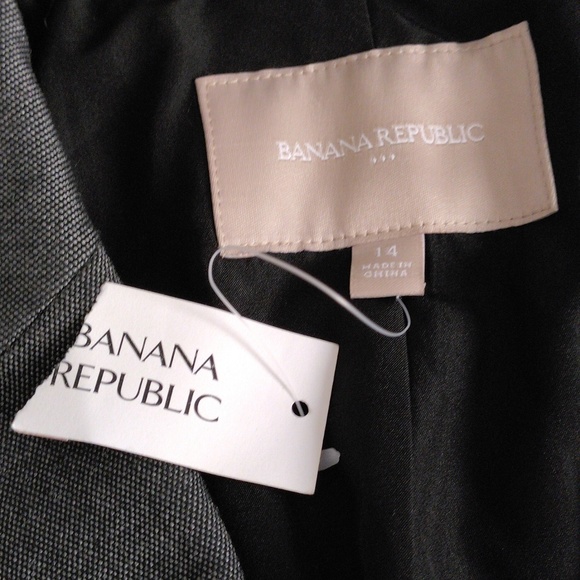 BANANA REPUBLIC
14
MADE IN
CHINA
BANANA
REPUBLIC